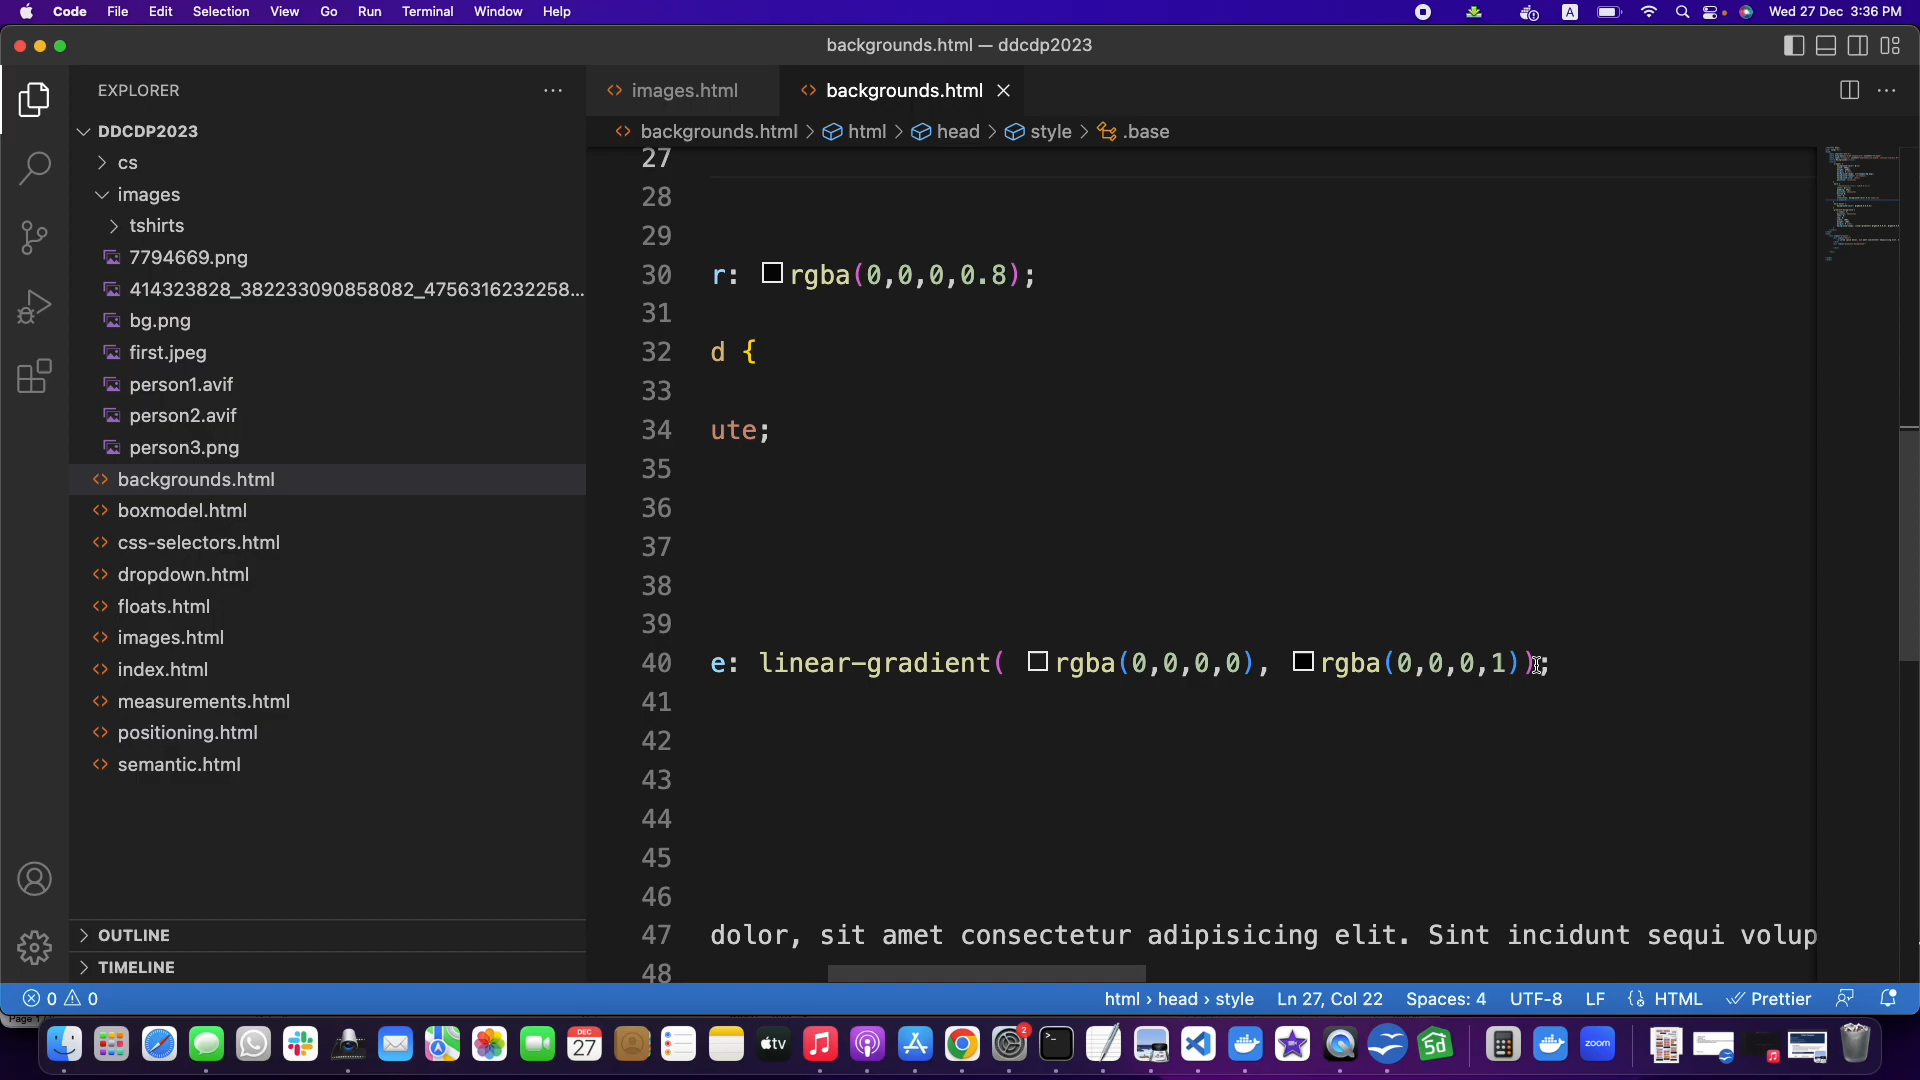 Code File Edit Selection View Go Run Terminal Window Help A Wed 27 Dec 3:36 PM
backgrounds.html — ddcdp2023
EXPLORER
images.html backgrounds.html
DDCDP2023
backgrounds.html > html > head > style > .base
cs
images
tshirts
7794669.png
414323828_382233090858082_4756316232258...
bg.png
first.jpeg
person1.avif
person2.avif
person3.png
backgrounds.html
boxmodel.html
css-selectors.html
dropdown.html
floats.html
images.html
index.html
measurements.html
positioning.html
semantic.html
OUTLINE
TIMELINE
27
28
29
30 r: rgba(0,0,0,0.8);
31
32 d {
33
34 ute;
35
36
37
38
39
40 e: linear-gradient( rgba(0,0,0,0), rgba(0,0,0,1));
41
42
43
44
45
46
47 dolor, sit amet consectetur adipisicing elit. Sint incidunt sequi volup
48
0 0 html > head > style Ln 27, Col 22 Spaces: 4 UTF-8 LF HTML Prettier
DEC
27
tv
2
zoom